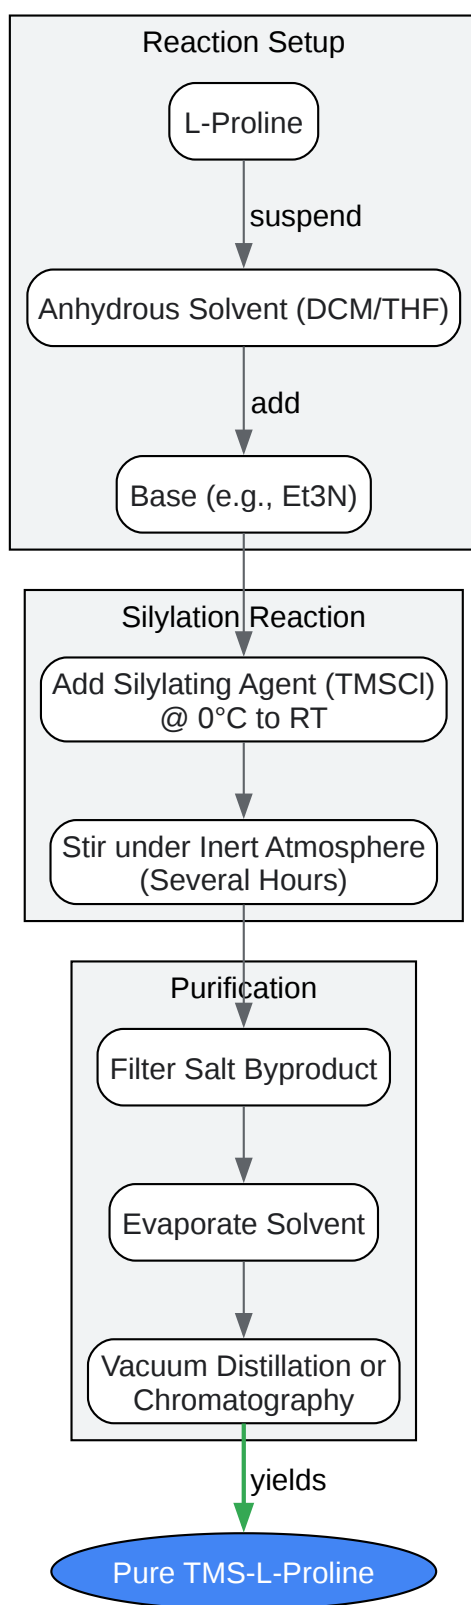 Reaction Setup
L-Proline
suspend
Anhydrous Solvent (DCM/THF)
add
Base (e.g., Et3N)
Silylation Reaction
Add Silylating Agent (TMSCl)
@ 0°C to RT
Stir under Inert Atmosphere
(Several Hours)
Purification
Filter Salt Byproduct
Evaporate Solvent
Vacuum Distillation or
Chromatography
yields
Pure TMS-L-Proline